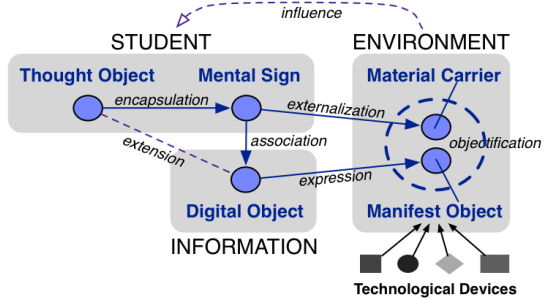 influence
STUDENT
ENVIRONMENT
Thought Object
Mental Sign
Material Carrier
encapsulation
externalization
extension
association
objectification
expression
Digital Object
Manifest Object
INFORMATION
Technological Devices